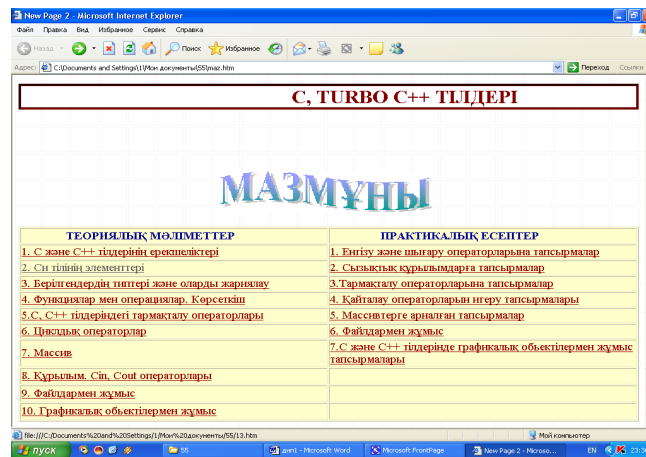 New Page 2 - Microsoft Internet Explorer
Файл Правка Вид Избранное Сервис Справка
Назад Поиск Избранное
Адрес: C:\Documents and Settings\1\Мои документы\55\maz.htm Переход Ссылки
C, TURBO C++ ТІЛДЕРІ
МАЗМҰНЫ
ТЕОРИЯЛЫҚ МӘЛІМЕТТЕР ПРАКТИКАЛЫҚ ЕСЕПТЕР
1. С және С++ тілдерінің ерекшеліктері 1. Енгізу және шығару операторларына тапсырмалар
2. Си тілінің элементтері 2. Сызықтық құрылымдарға тапсырмалар
3. Берілгендердің типтері және оларды жариялау 3.Тармақталу операторларына тапсырмалар
4. Функциялар мен операциялар. Көрсеткіш 4. Қайталау операторларын игеру тапсырмалары
5.С, С++ тілдеріндегі тармақталу операторлары 5. Массивтерге арналған тапсырмалар
6. Циклдық операторлар 6. Файлдармен жұмыс
7. Массив 7.С және С++ тілдерінде графикалық обьектілермен жұмыс тапсырмалары
8. Құрылым. Cin, Cout операторлары
9. Файлдармен жұмыс
10. Графикалық обьектілермен жұмыс
file:///C:/Documents%20and%20Settings/1/Мои%20документы/55/13.htm Мой компьютер
пуск 55 дип1 - Microsoft Word Microsoft FrontPage New Page 2 - Microso... EN